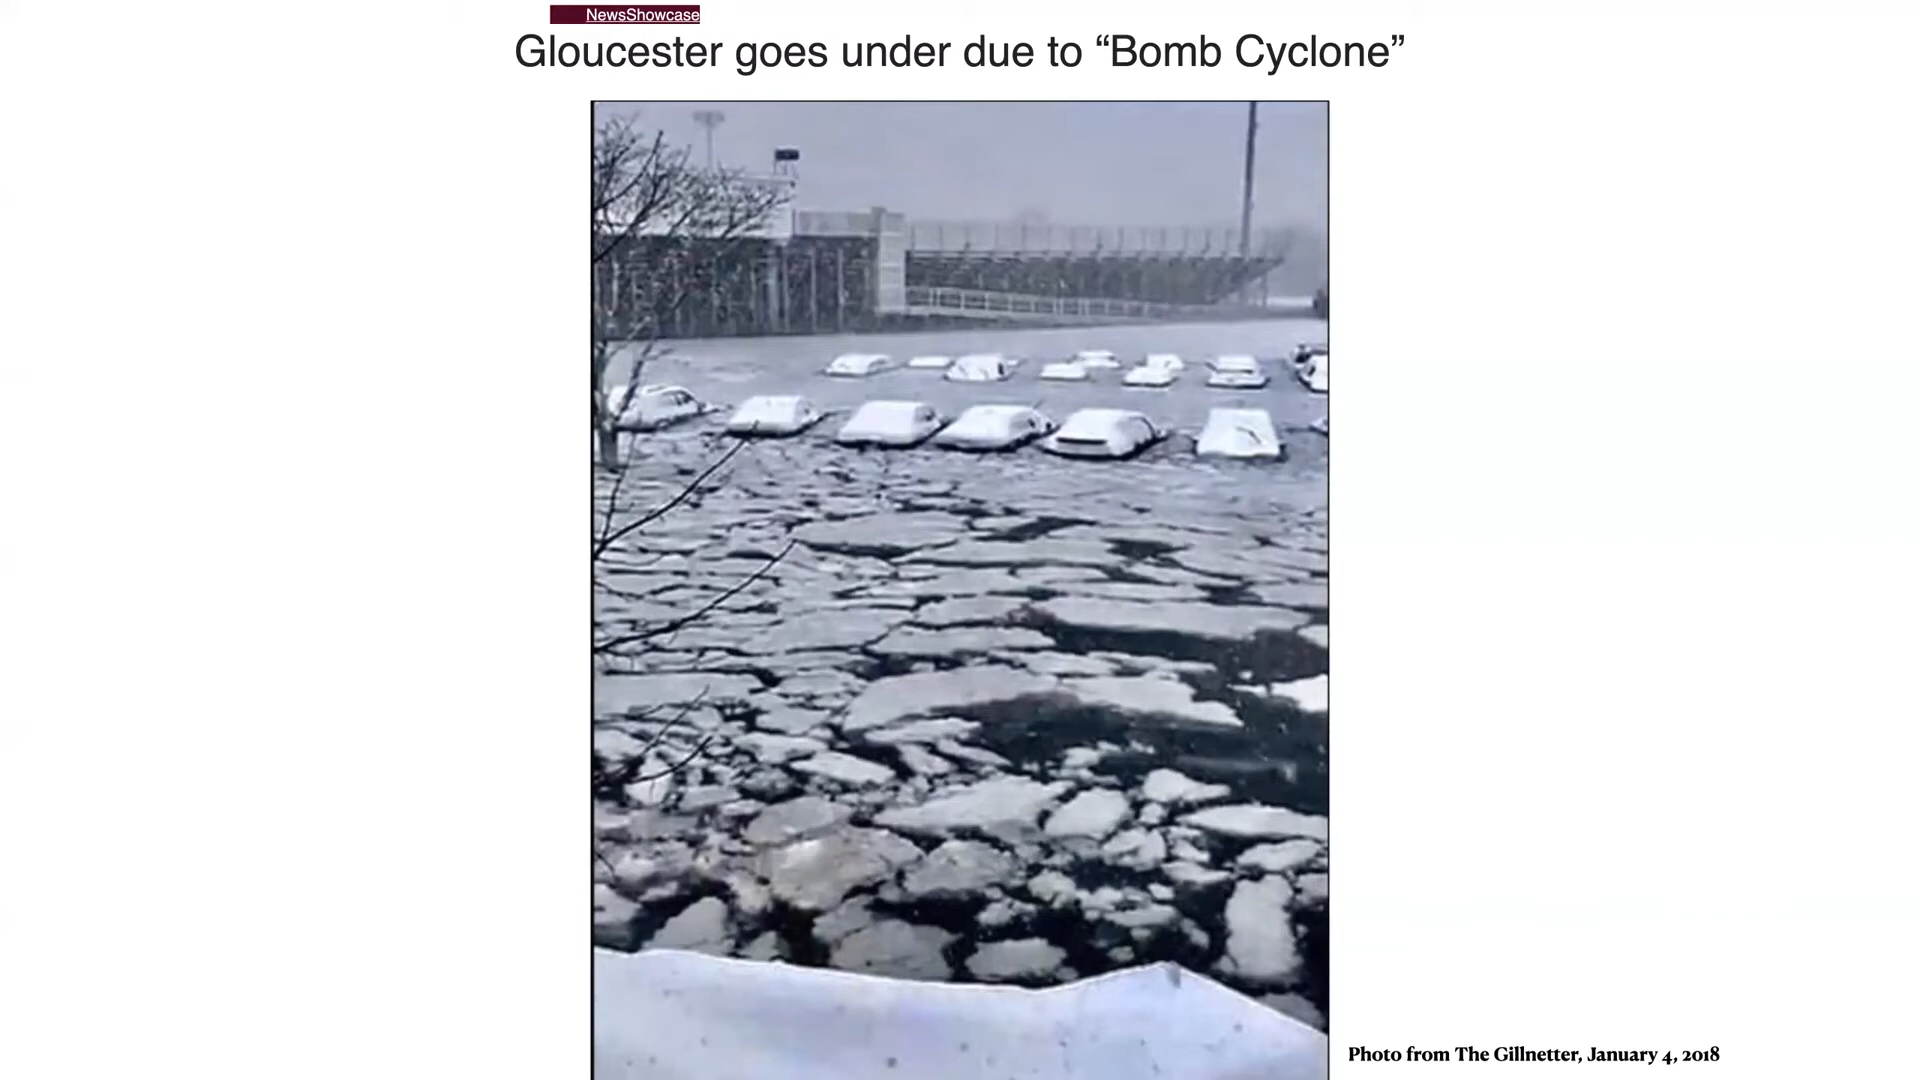 NewsShowcase
Gloucester goes under due to “Bomb Cyclone”
Photo from The Gillnetter, January 4, 2018